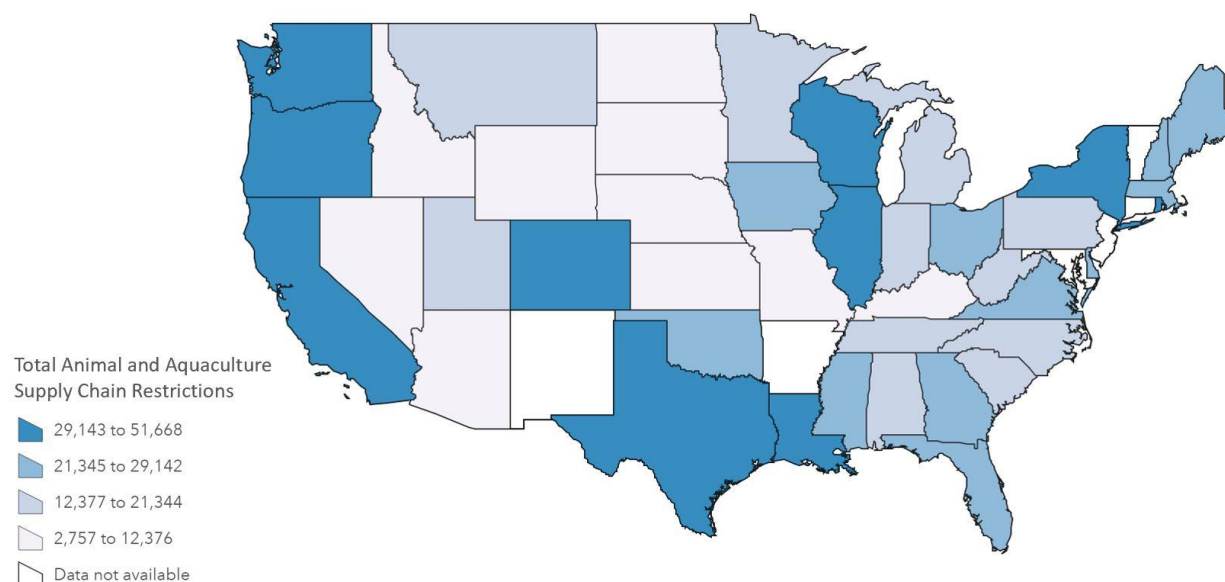 Total Animal and Aquaculture
Supply Chain Restrictions
29,143 to 51,668
21,345 to 29,142
12,377 to 21,344
2,757 to 12,376
Data not available